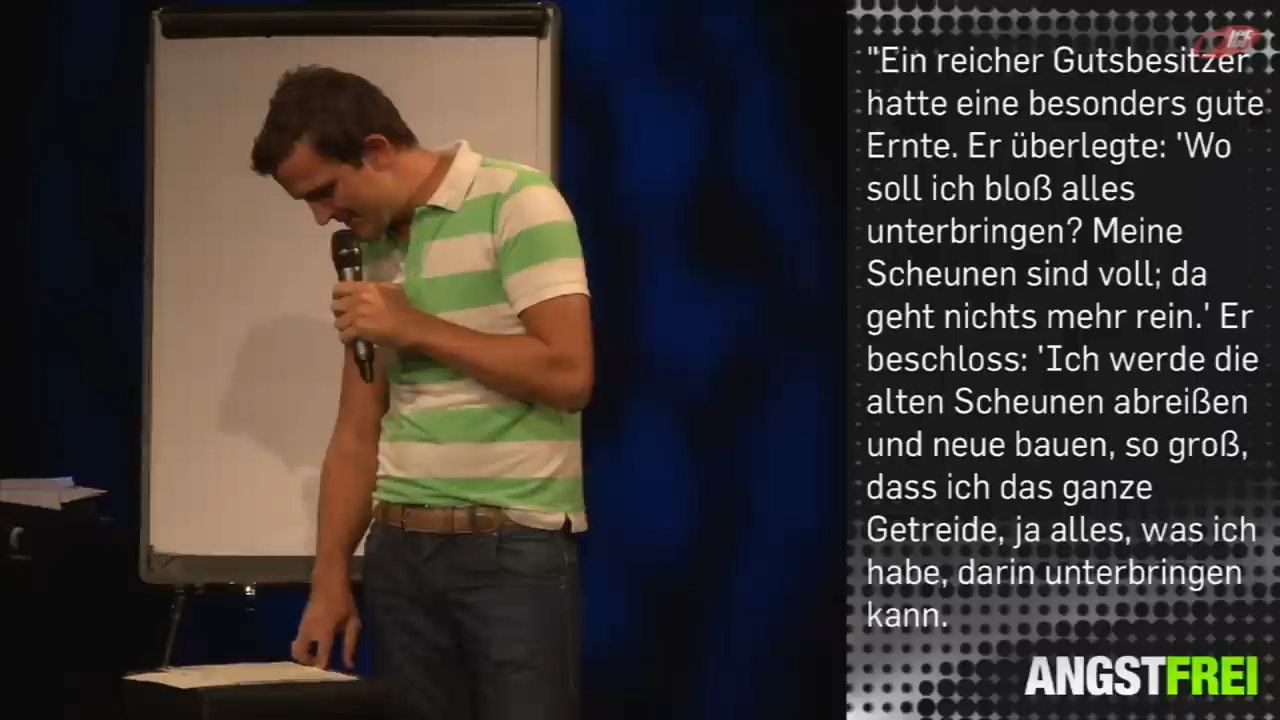 "Ein reicher Gutsbesitzer
hatte eine besonders gute
Ernte. Er überlegte: 'Wo
soll ich bloß alles
unterbringen? Meine
Scheunen sind voll; da
geht nichts mehr rein.' Er
beschloss: 'Ich werde die
alten Scheunen abreißen
und neue bauen, so groß,
dass ich das ganze
Getreide, ja alles, was ich
habe, darin unterbringen
kann.
ANGSTFREI